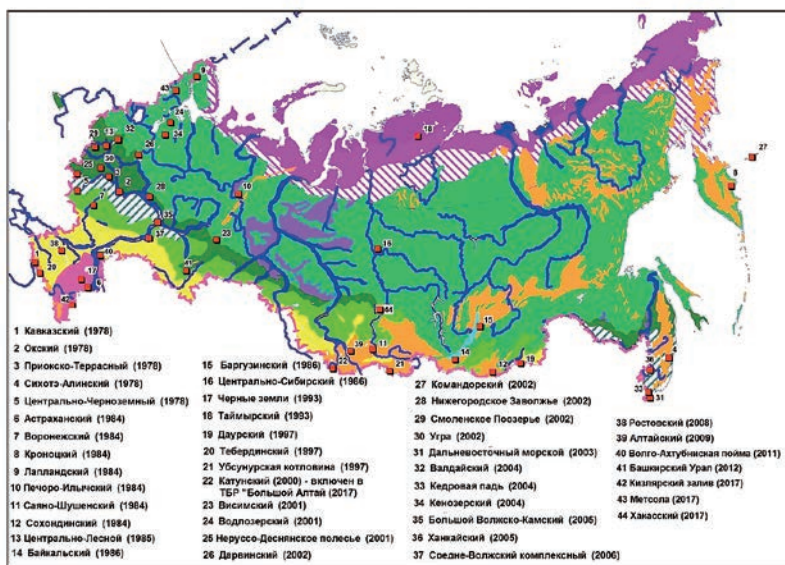 1 Кавказский (1978)
2 Окский (1978)
3 Приокско-Террасный (1978)
4 Сихотэ-Алинский (1978)
5 Центрально-Черноземный (1978)
6 Астраханский (1984)
7 Воронежский (1984)
8 Кроноцкий (1984)
9 Лапландский (1984)
10 Печоро-Илычский (1984)
11 Саяно-Шушенский (1984)
12 Сохондинский (1984)
13 Центрально-Лесной (1985)
14 Байкальский (1986)
15 Баргузинский (1986)
16 Центрально-Сибирский (1986)
17 Черные земли (1993)
18 Таймырский (1993)
19 Даурский (1997)
20 Тебердинский (1997)
21 Убсунурская котловина (1997)
22 Катунский (2000) - включен в
ТБР "Большой Алтай (2017)
23 Висимский (2001)
24 Водлозерский (2001)
25 Неруссо-Деснянское полесье (2001)
26 Дарвинский (2002)
27 Командорский (2002)
28 Нижегородское Заволжье (2002)
29 Смоленское Поозерье (2002)
30 Угра (2002)
31 Дальневосточный морской (2003)
32 Валдайский (2004)
33 Кедровая падь (2004)
34 Кенозерский (2004)
35 Большой Волжско-Камский (2005)
36 Ханкайский (2005)
37 Средне-Волжский комплексный (2006)
38 Ростовский (2008)
39 Алтайский (2009)
40 Волго-Ахтубинская пойма (2011)
41 Башкирский Урал (2012)
42 Кизлярский залив (2017)
43 Метсола (2017)
44 Хакасский (2017)